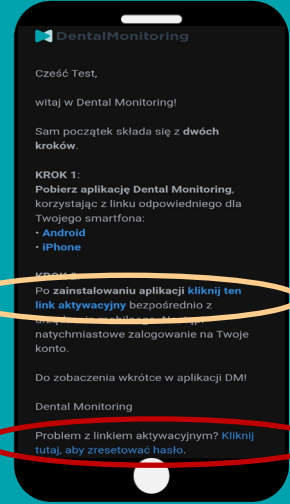 DentalMonitoring
Cześć Test,
witaj w Dental Monitoring!
Sam początek składa się z dwóch
kroków.
KROK 1:
Pobierz aplikację Dental Monitoring,
korzystając z linku odpowiedniego dla
Twojego smartfona:
• Android
• iPhone
KROK
Po zainstalowaniu aplikacji kliknij ten
link aktywacyjny bezpośrednio z
natychmiastowe zalogowanie na Twoje
konto.
Do zobaczenia wkrótce w aplikacji DM!
Dental Monitoring
Problem z linkiem aktywacyjnym? Kliknij
tutaj, aby zresetować hasło.